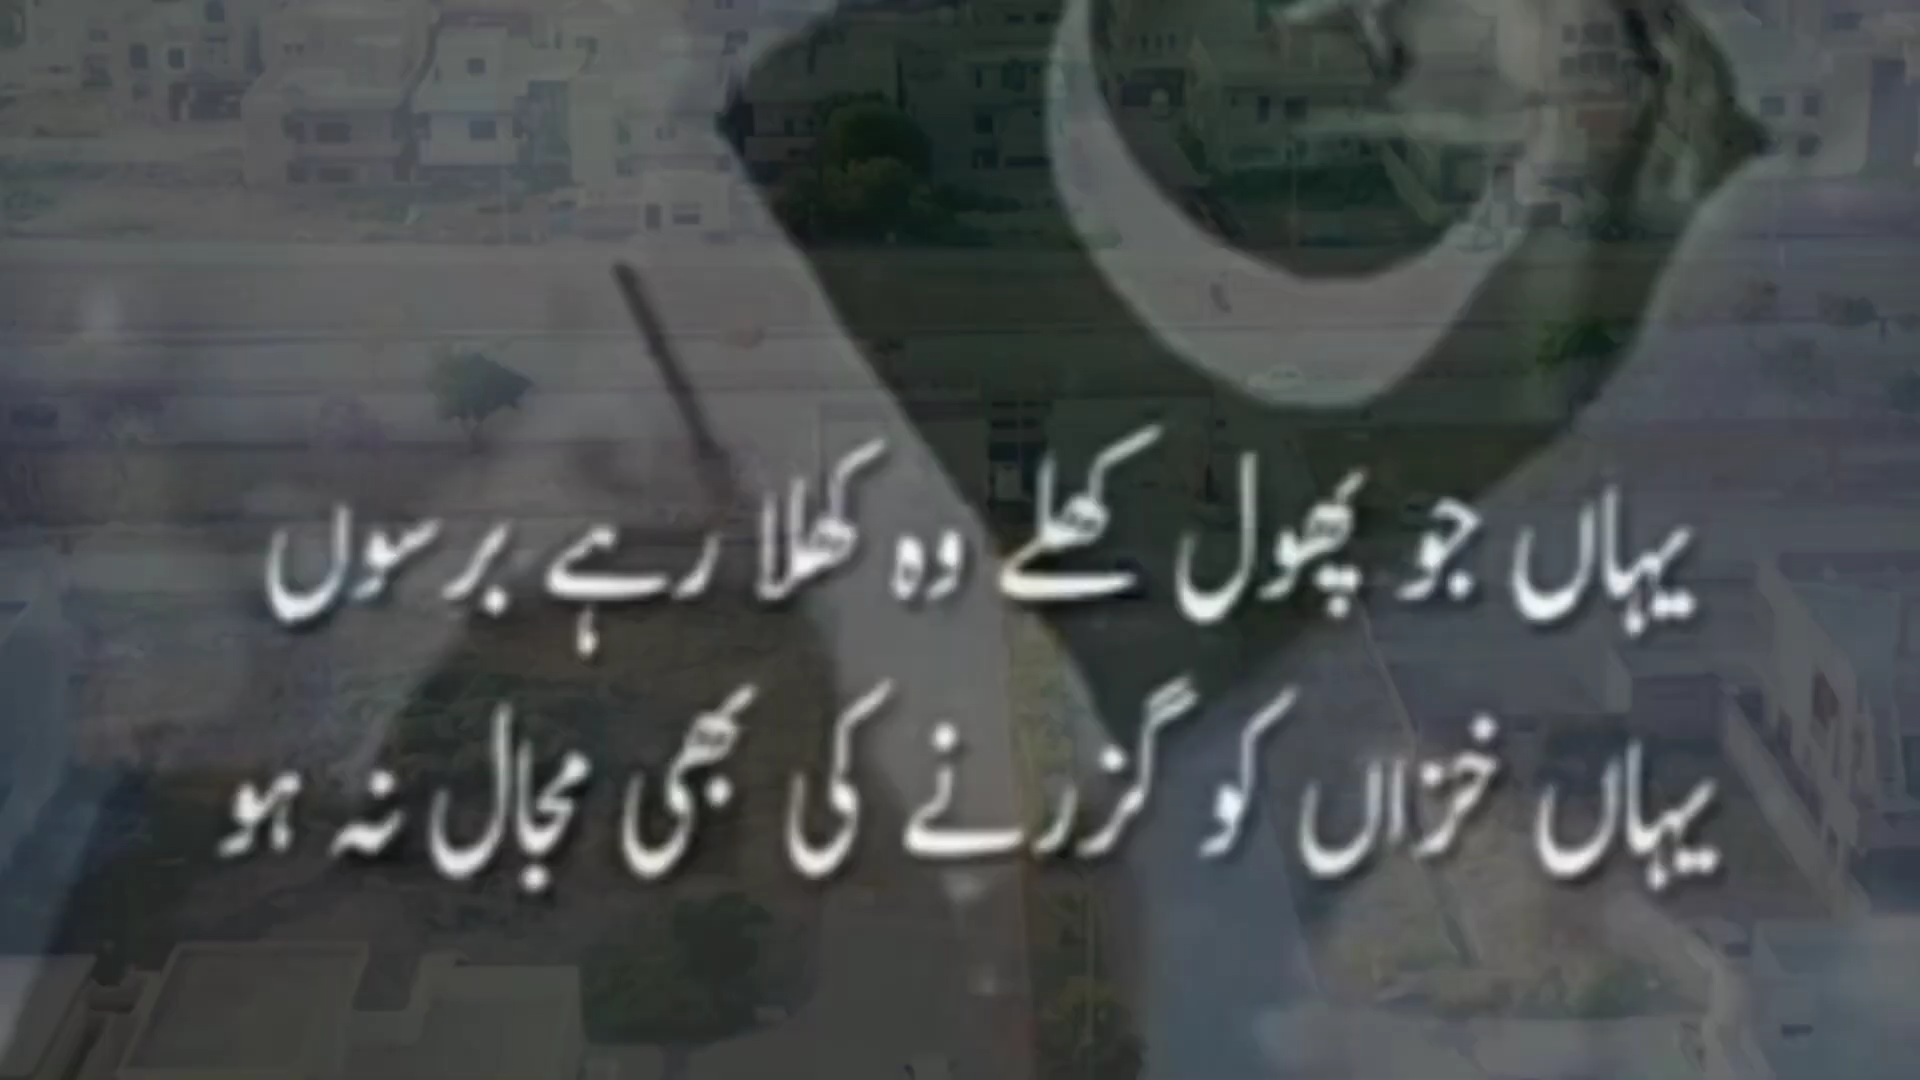 یہاں جو پھول کھلے وہ کھلا رہے برسوں
یہاں خزاں کو گزرنے کی بھی مجال نہ ہو